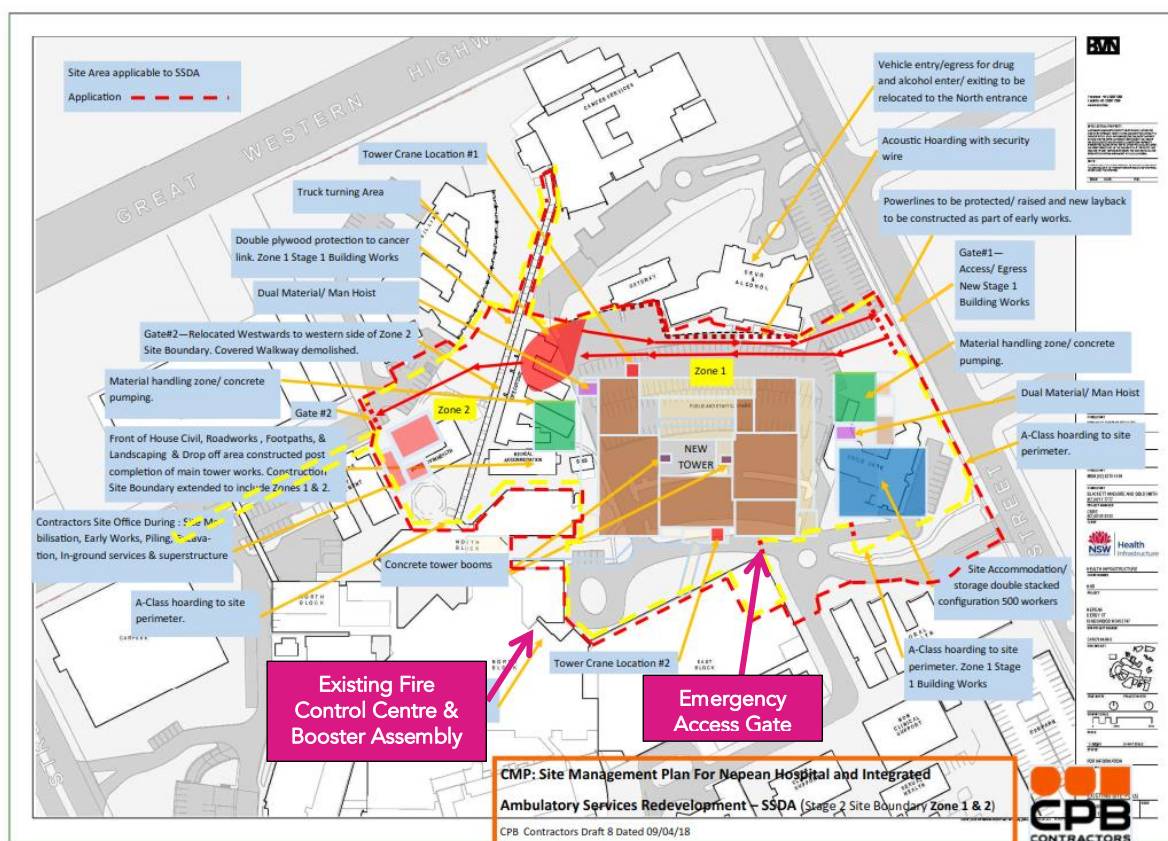 BVN
Site Area applicable to SSDA
Application
GREAT WESTERN HIGHWAY
CANCER SERVICES
Vehicle entry/egress for drug
and alcohol enter/ exiting to be
relocated to the North entrance
Tower Crane Location #1
Acoustic Hoarding with security
wire
Truck turning Area
Powerlines to be protected/ raised and new layback
to be constructed as part of early works.
Double plywood protection to cancer
link. Zone 1 Stage 1 Building Works
Gate#1—
Access/ Egress
New Stage 1
Building Works
DRUG
&
ALCOHOL
GATEWAY
Dual Material/ Man Hoist
Gate#2—Relocated Westwards to western side of Zone 2
Site Boundary. Covered Walkway demolished.
Material handling zone/ concrete
pumping.
Zone 1
Material handling zone/ concrete
pumping.
Zone 2
Gate #2
Dual Material/ Man Hoist
Front of House Civil, Roadworks , Footpaths, &
Landscaping & Drop off area constructed post
completion of main tower works. Construction
Site Boundary extended to include Zones 1 & 2.
A-Class hoarding to site
perimeter.
NEW
TOWER
Contractors Site Office During : Site Mo-
bilisation, Early Works, Piling, Excava-
tion, In-ground services & superstructure
STREET
NORTH
BLOCK
Concrete tower booms
Site Accommodation/
storage double stacked
configuration 500 workers
NSW
Health
Infrastructure
A-Class hoarding to site
perimeter.
NORTH
BLOCK
CARPARK
Tower Crane Location #2
EAST
BLOCK
A-Class hoarding to site
perimeter. Zone 1 Stage
1 Building Works
Existing Fire
Control Centre &
Booster Assembly
Emergency
Access Gate
NON
CLINICAL
SUPPORT
CMP: Site Management Plan For Nepean Hospital and Integrated
Ambulatory Services Redevelopment – SSDA (Stage 2 Site Boundary Zone 1 & 2)
CPB Contractors Draft 8 Dated 09/04/18
CPB
CONTRACTORS